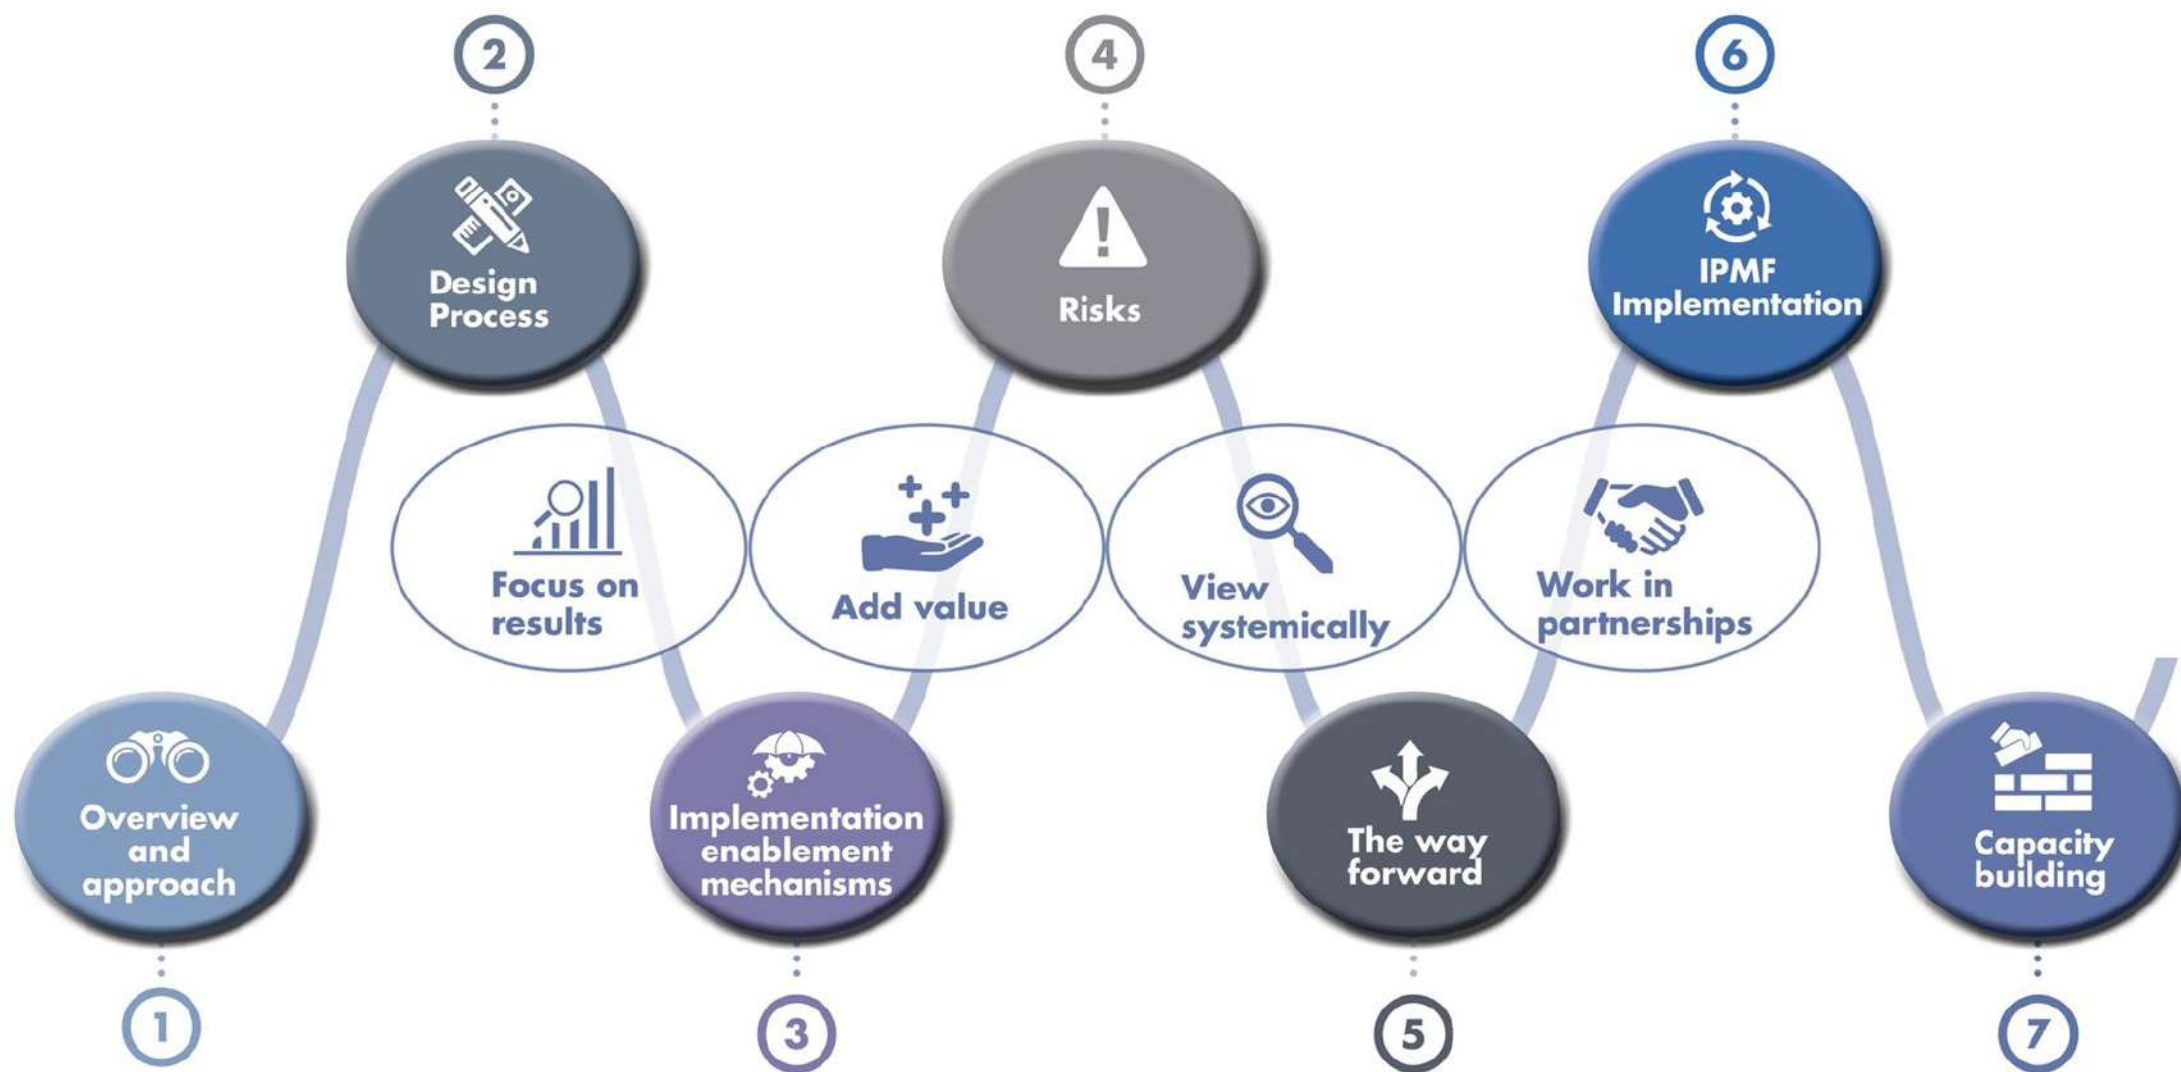 2
4
6
Design
Process
Risks
IPMF
Implementation
Focus on
results
Add value
View
systemically
Work in
partnerships
Overview
and
approach
Implementation
enablement
mechanisms
The way
forward
Capacity
building
1
3
5
7